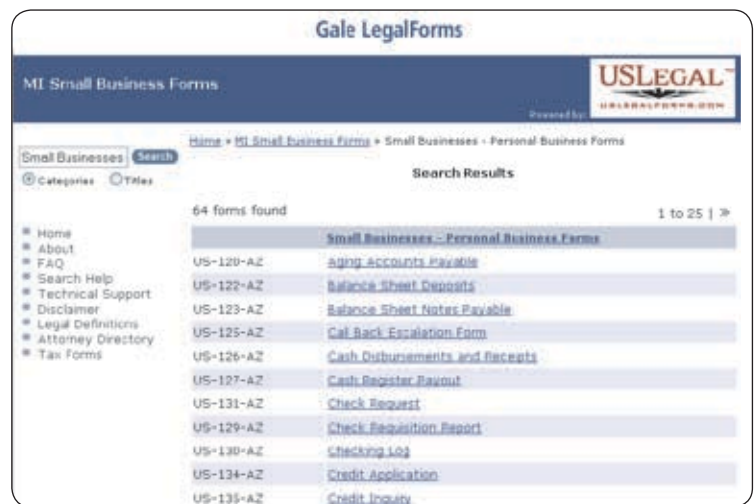 Gale LegalForms
MI Small Business Forms
USLEGAL™
Powered by:
USLEGALFORMS.COM
Home » MI Small Business Forms » Small Businesses - Personal Business Forms
Small Businesses Search
Categories Titles
Search Results
64 forms found 1 to 25 | »
Home
About
FAQ
Search Help
Technical Support
Disclaimer
Legal Definitions
Attorney Directory
Tax Forms
Small Businesses - Personal Business Forms
US-120-AZ Aging Accounts Payable
US-122-AZ Balance Sheet Deposits
US-123-AZ Balance Sheet Notes Payable
US-125-AZ Call Back Escalation Form
US-126-AZ Cash Disbursements and Receipts
US-127-AZ Cash Register Payout
US-131-AZ Check Request
US-129-AZ Check Requisition Report
US-130-AZ Checking Log
US-134-AZ Credit Application
US-135-AZ Credit Inquiry